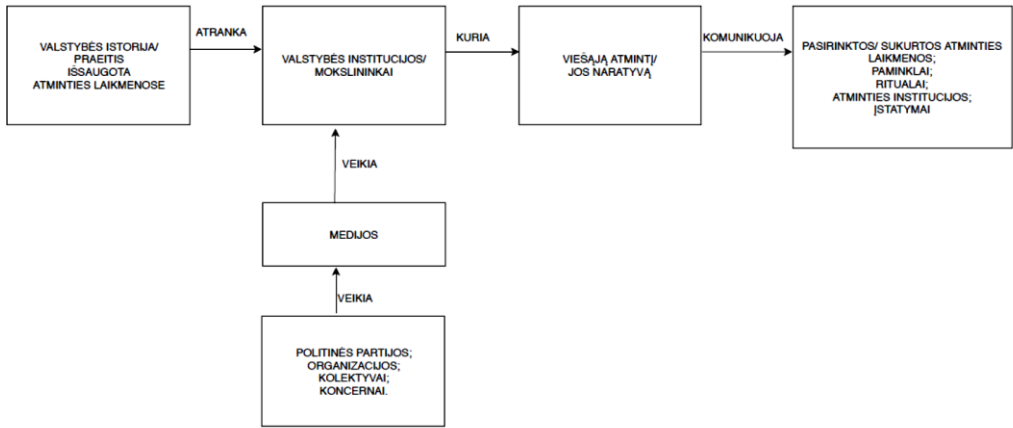 VALSTYBĖS ISTORIJA/
PRAEITIS
IŠSAUGOTA
ATMINTIES LAIKMENOSE
ATRANKA
VALSTYBĖS INSTITUCIJOS/
MOKSLININKAI
KURIA
VIEŠĄJĄ ATMINTĮ/
JOS NARATYVĄ
KOMUNIKUOJA
PASIRINKTOS/ SUKURTOS ATMINTIES
LAIKMENOS;
PAMINKLAI;
RITUALAI;
ATMINTIES INSTITUCIJOS;
ĮSTATYMAI
VEIKIA
MEDIJOS
VEIKIA
POLITINĖS PARTIJOS;
ORGANIZACIJOS;
KOLEKTYVAI;
KONCERNAI.